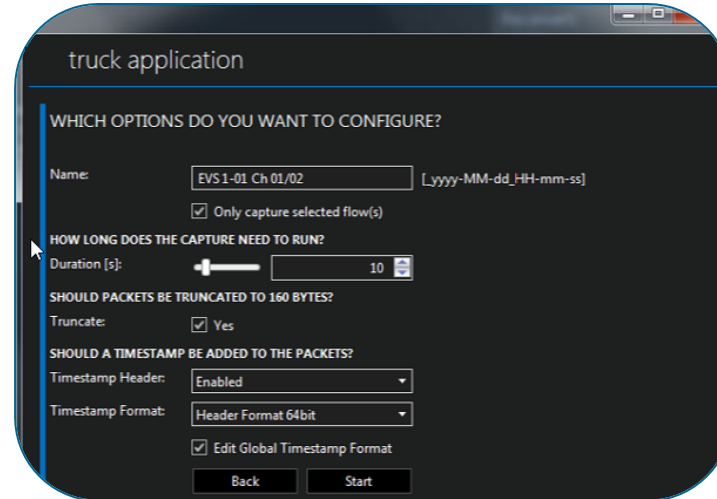 truck application
WHICH OPTIONS DO YOU WANT TO CONFIGURE?
Name: EVS 1-01 Ch 01/02 [_yyyy-MM-dd_HH-mm-ss]
Only capture selected flow(s)
HOW LONG DOES THE CAPTURE NEED TO RUN?
Duration [s]: 10
SHOULD PACKETS BE TRUNCATED TO 160 BYTES?
Truncate: Yes
SHOULD A TIMESTAMP BE ADDED TO THE PACKETS?
Timestamp Header: Enabled
Timestamp Format: Header Format 64bit
Edit Global Timestamp Format
Back Start